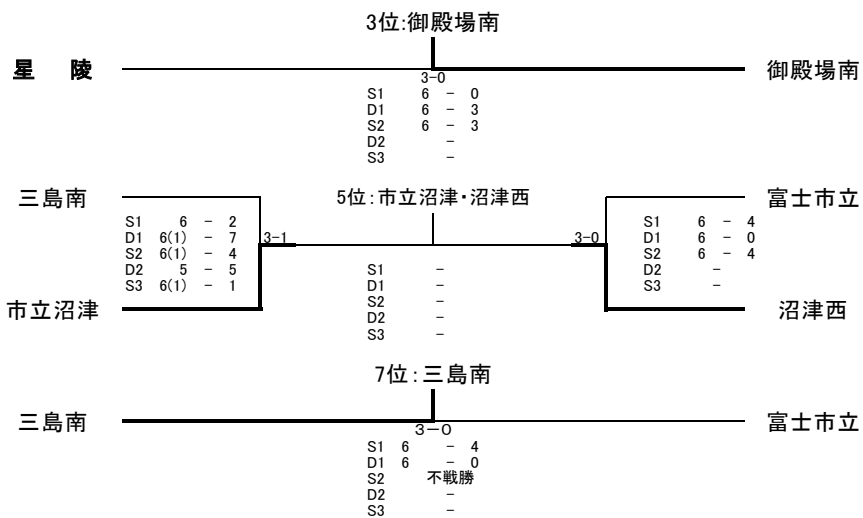 3位:御殿場南
星　陵
御殿場南
3-0
S1 6 - 0
D1 6 - 3
S2 6 - 3
D2 -
S3 -
三島南
5位:市立沼津・沼津西
富士市立
S1 6 - 2
D1 6(1) - 7
S2 6(1) - 4
D2 5 - 5
S3 6(1) - 1
3-1
3-0
S1 6 - 4
D1 6 - 0
S2 6 - 4
D2 -
S3 -
S1 -
D1 -
S2 -
D2 -
S3 -
市立沼津
沼津西
7位:三島南
三島南
富士市立
3-0
S1 6 - 4
D1 6 - 0
S2 不戦勝
D2 -
S3 -